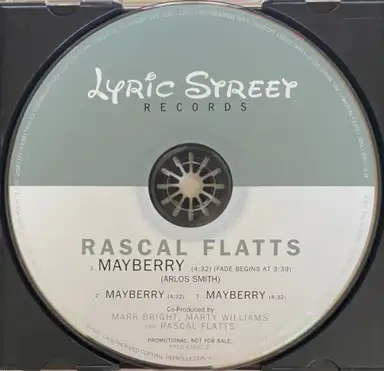 LYRIC STREET
RECORDS
RASCAL FLATTS
1. MAYBERRY (4:32) (FADE BEGINS AT 3:39)
(ARLOS SMITH)
2. MAYBERRY (4:32) 3. MAYBERRY (4:32)
Co-Produced by
MARK BRIGHT, MARTY WILLIAMS
AND RASCAL FLATTS
PROMOTIONAL, NOT FOR SALE.